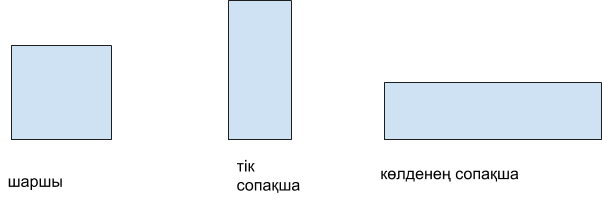 шаршы
тік
сопақша
көлденең сопақша